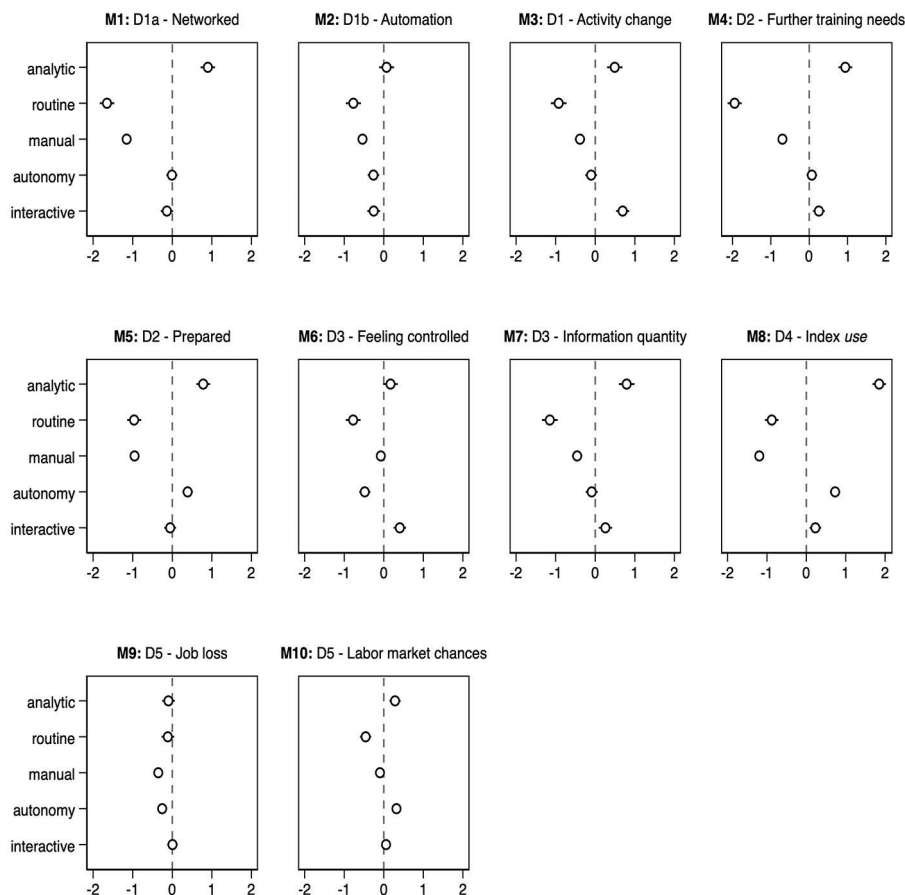 M1: D1a - Networked
M2: D1b - Automation
M3: D1 - Activity change
M4: D2 - Further training needs
analytic
routine
manual
autonomy
interactive
-2 -1 0 1 2
-2 -1 0 1 2
-2 -1 0 1 2
-2 -1 0 1 2
M5: D2 - Prepared
M6: D3 - Feeling controlled
M7: D3 - Information quantity
M8: D4 - Index use
analytic
routine
manual
autonomy
interactive
-2 -1 0 1 2
-2 -1 0 1 2
-2 -1 0 1 2
-2 -1 0 1 2
M9: D5 - Job loss
M10: D5 - Labor market chances
analytic
routine
manual
autonomy
interactive
-2 -1 0 1 2
-2 -1 0 1 2